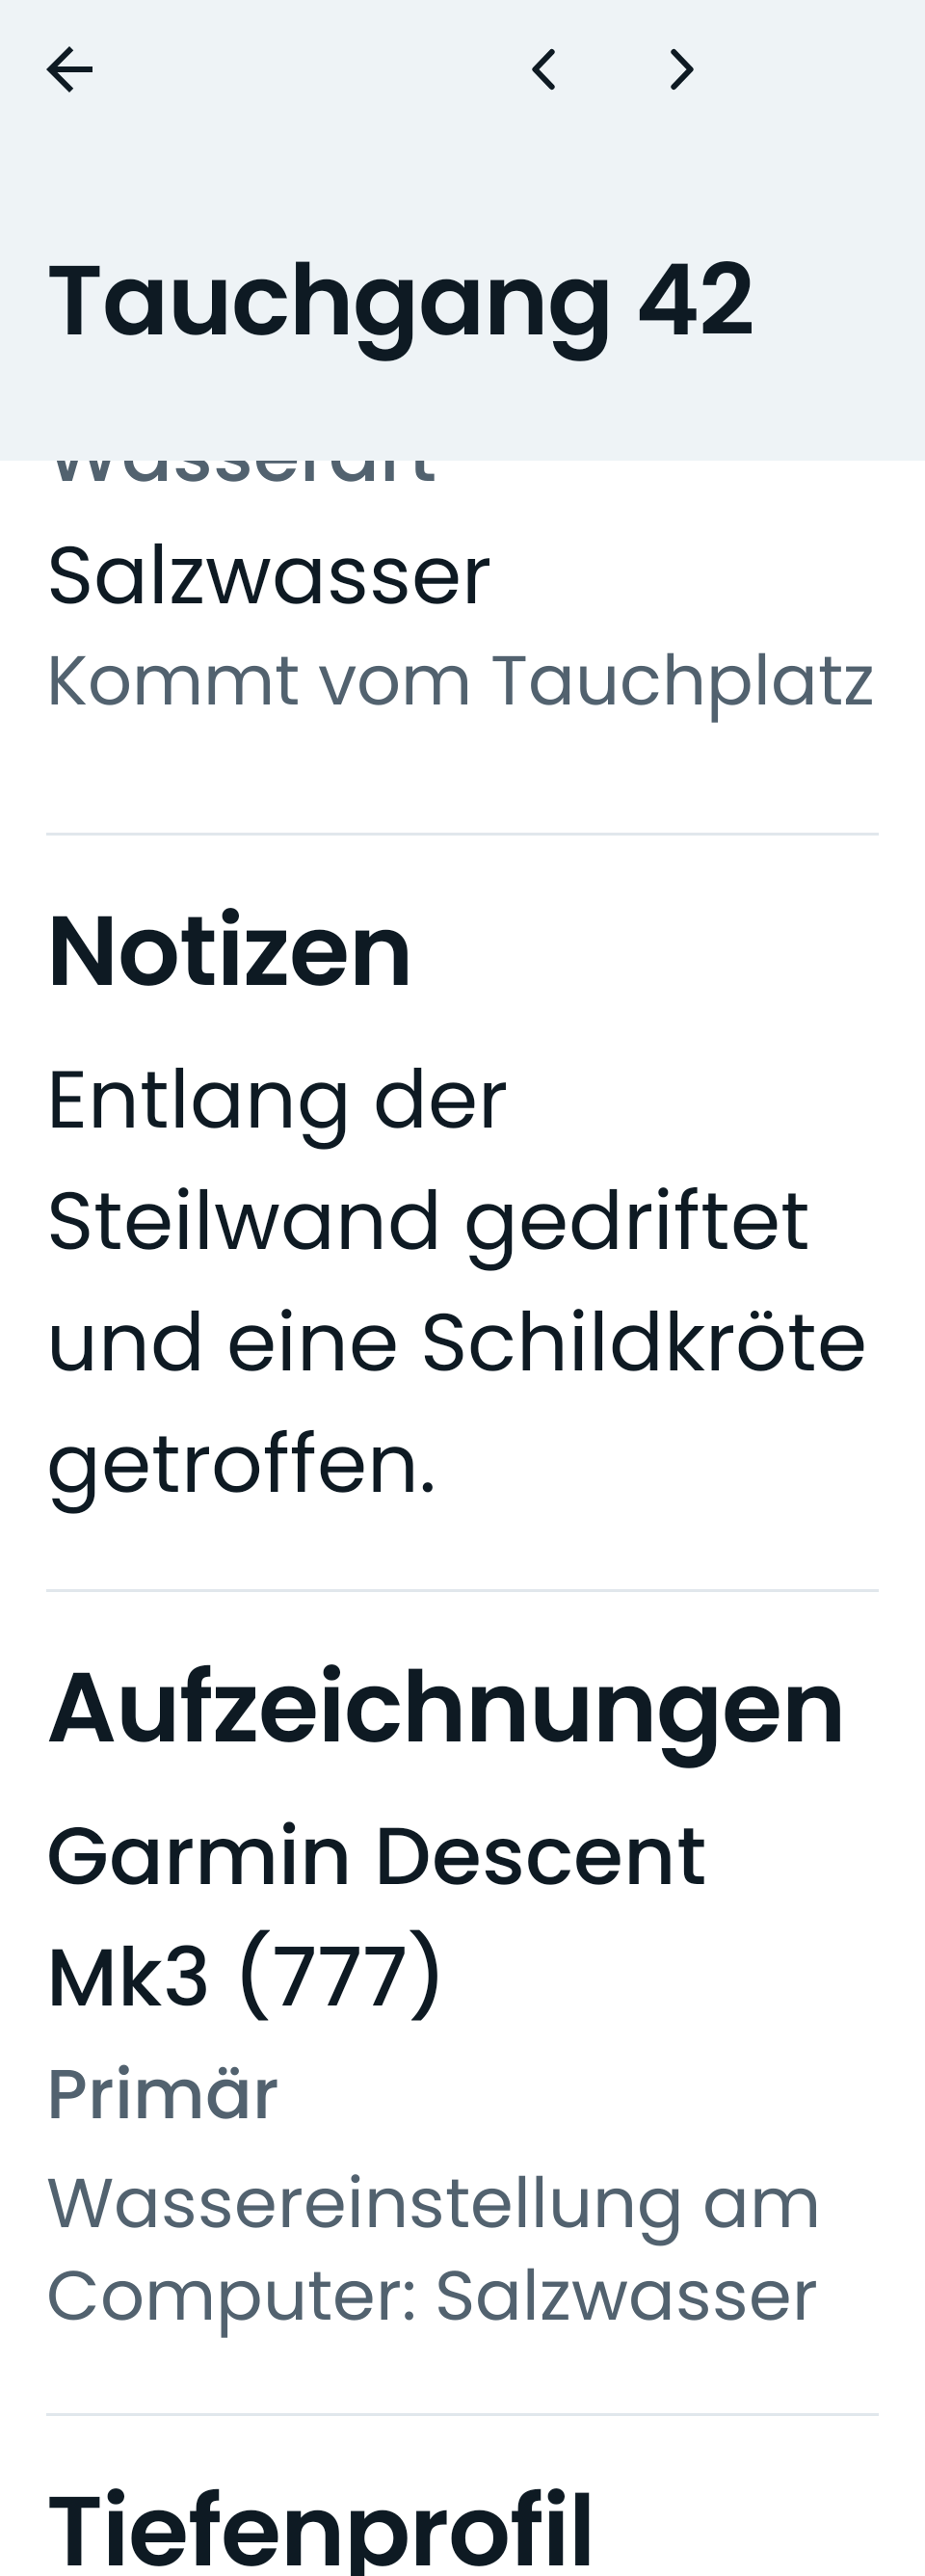 Tauchgang 42
Wasserart
Salzwasser
Kommt vom Tauchplatz
Notizen
Entlang der
Steilwand gedriftet
und eine Schildkröte
getroffen.
Aufzeichnungen
Garmin Descent
Mk3 (777)
Primär
Wassereinstellung am
Computer: Salzwasser
Tiefenprofil